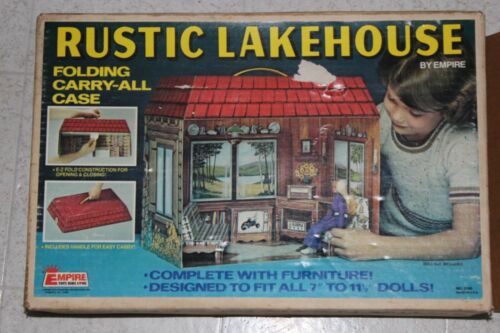 RUSTIC LAKEHOUSE
BY EMPIRE
FOLDING
CARRY-ALL
CASE
• E-Z FOLD CONSTRUCTION FOR
OPENING & CLOSING!
• INCLUDES HANDLE FOR EASY CARRY!
EMPIRE
• COMPLETE WITH FURNITURE!
• DESIGNED TO FIT ALL 7" TO 11½" DOLLS!